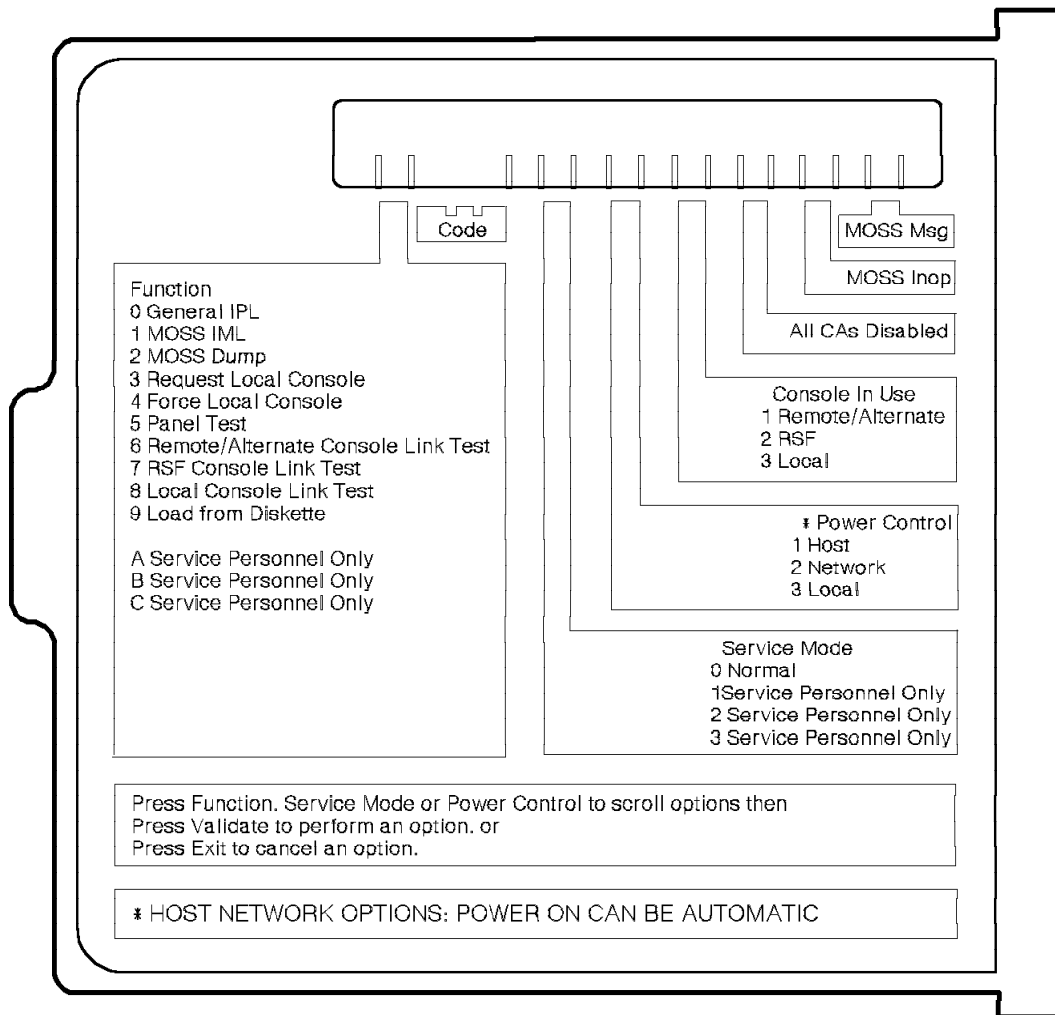 Code
MOSS Msg
MOSS Inop
All CAs Disabled
Function
0 General IPL
1 MOSS IML
2 MOSS Dump
3 Request Local Console
4 Force Local Console
5 Panel Test
6 Remote/Alternate Console Link Test
7 RSF Console Link Test
8 Local Console Link Test
9 Load from Diskette
A Service Personnel Only
B Service Personnel Only
C Service Personnel Only
Console In Use
1 Remote/Alternate
2 RSF
3 Local
* Power Control
1 Host
2 Network
3 Local
Service Mode
0 Normal
1Service Personnel Only
2 Service Personnel Only
3 Service Personnel Only
Press Function. Service Mode or Power Control to scroll options then
Press Validate to perform an option. or
Press Exit to cancel an option.
* HOST NETWORK OPTIONS: POWER ON CAN BE AUTOMATIC